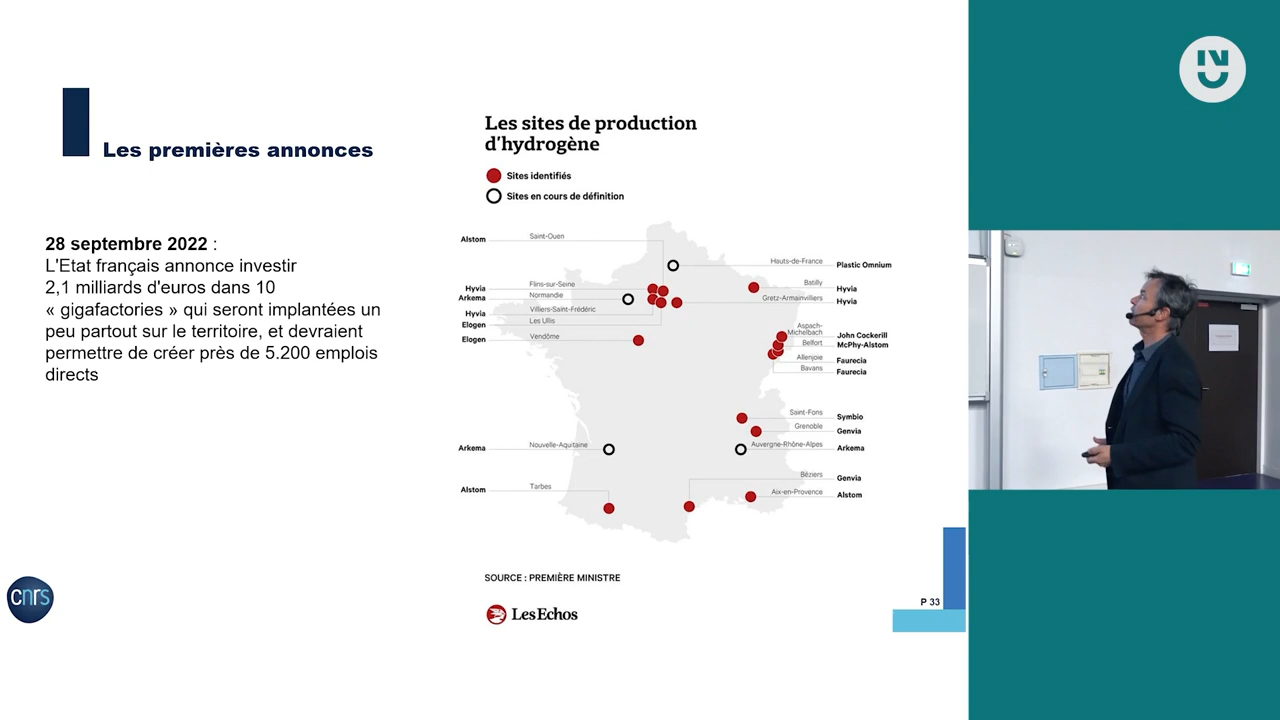 Les premières annonces
28 septembre 2022 :
L'Etat français annonce investir
2,1 milliards d'euros dans 10
« gigafactories » qui seront implantées un
peu partout sur le territoire, et devraient
permettre de créer près de 5.200 emplois
directs
Les sites de production
d'hydrogène
Sites identifiés
Sites en cours de définition
Alstom Saint-Ouen
Hyvia Flins-sur-Seine
Arkema Normandie
Hyvia Villiers-Saint-Frédéric
Elogen Les Ullis
Elogen Vendôme
Arkema Nouvelle-Aquitaine
Alstom Tarbes
Hauts-de-France Plastic Omnium
Batilly Hyvia
Gretz-Armainvilliers Hyvia
Aspach-
Michelbach John Cockerill
Belfort McPhy-Alstom
Allenjoie Faurecia
Bavans Faurecia
Saint-Fons Symbio
Grenoble Genvia
Auvergne-Rhône-Alpes Arkema
Béziers Genvia
Aix-en-Provence Alstom
SOURCE : PREMIÈRE MINISTRE
Les Echos
P 33
cnrs